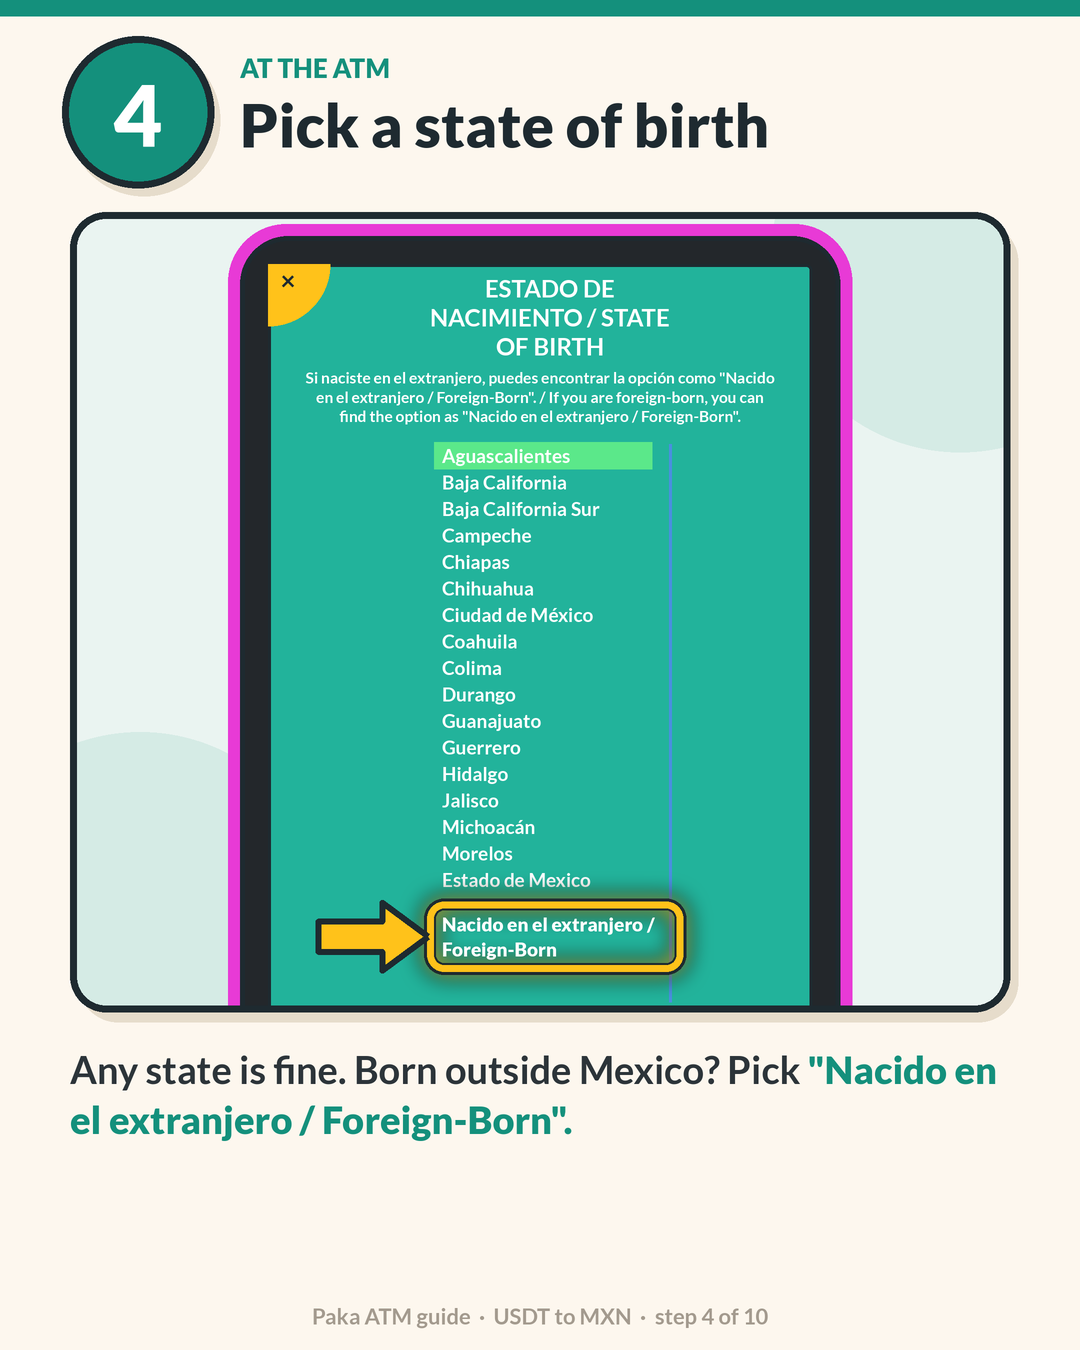 4
AT THE ATM
Pick a state of birth
×
ESTADO DE
NACIMIENTO / STATE
OF BIRTH
Si naciste en el extranjero, puedes encontrar la opción como "Nacido
en el extranjero / Foreign-Born". / If you are foreign-born, you can
find the option as "Nacido en el extranjero / Foreign-Born".
Aguascalientes
Baja California
Baja California Sur
Campeche
Chiapas
Chihuahua
Ciudad de México
Coahuila
Colima
Durango
Guanajuato
Guerrero
Hidalgo
Jalisco
Michoacán
Morelos
Estado de Mexico
Nacido en el extranjero /
Foreign-Born
Any state is fine. Born outside Mexico? Pick "Nacido en
el extranjero / Foreign-Born".
Paka ATM guide · USDT to MXN · step 4 of 10